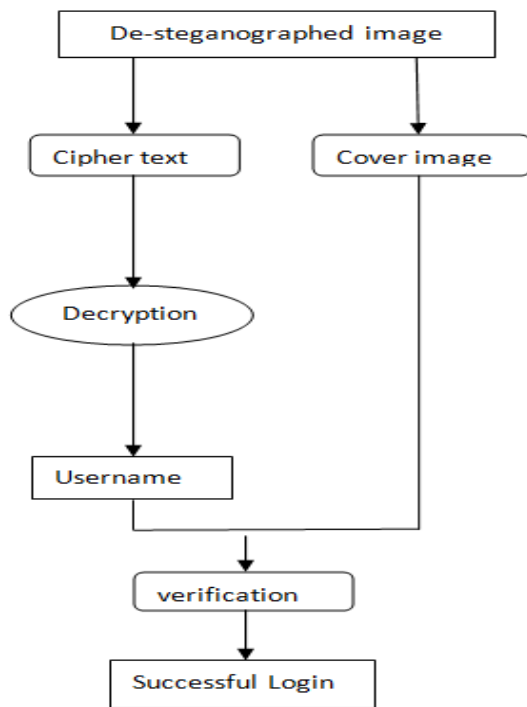 De-steganographed image
Cipher text
Cover image
Decryption
Username
verification
Successful Login